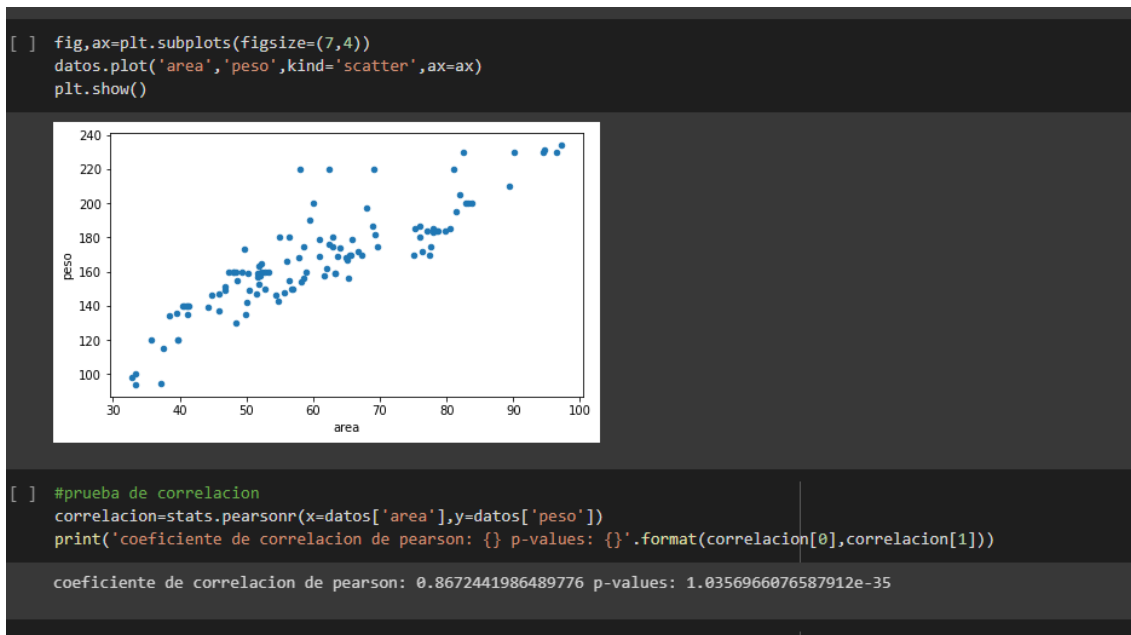 [ ] fig,ax=plt.subplots(figsize=(7,4))
datos.plot('area','peso',kind='scatter',ax=ax)
plt.show()
240
220
200
180
160
140
120
100
peso
30 40 50 60 70 80 90 100
area
[ ] #prueba de correlacion
correlacion=stats.pearsonr(x=datos['area'],y=datos['peso'])
print('coeficiente de correlacion de pearson: {} p-values: {}'.format(correlacion[0],correlacion[1]))
coeficiente de correlacion de pearson: 0.8672441986489776 p-values: 1.0356966076587912e-35